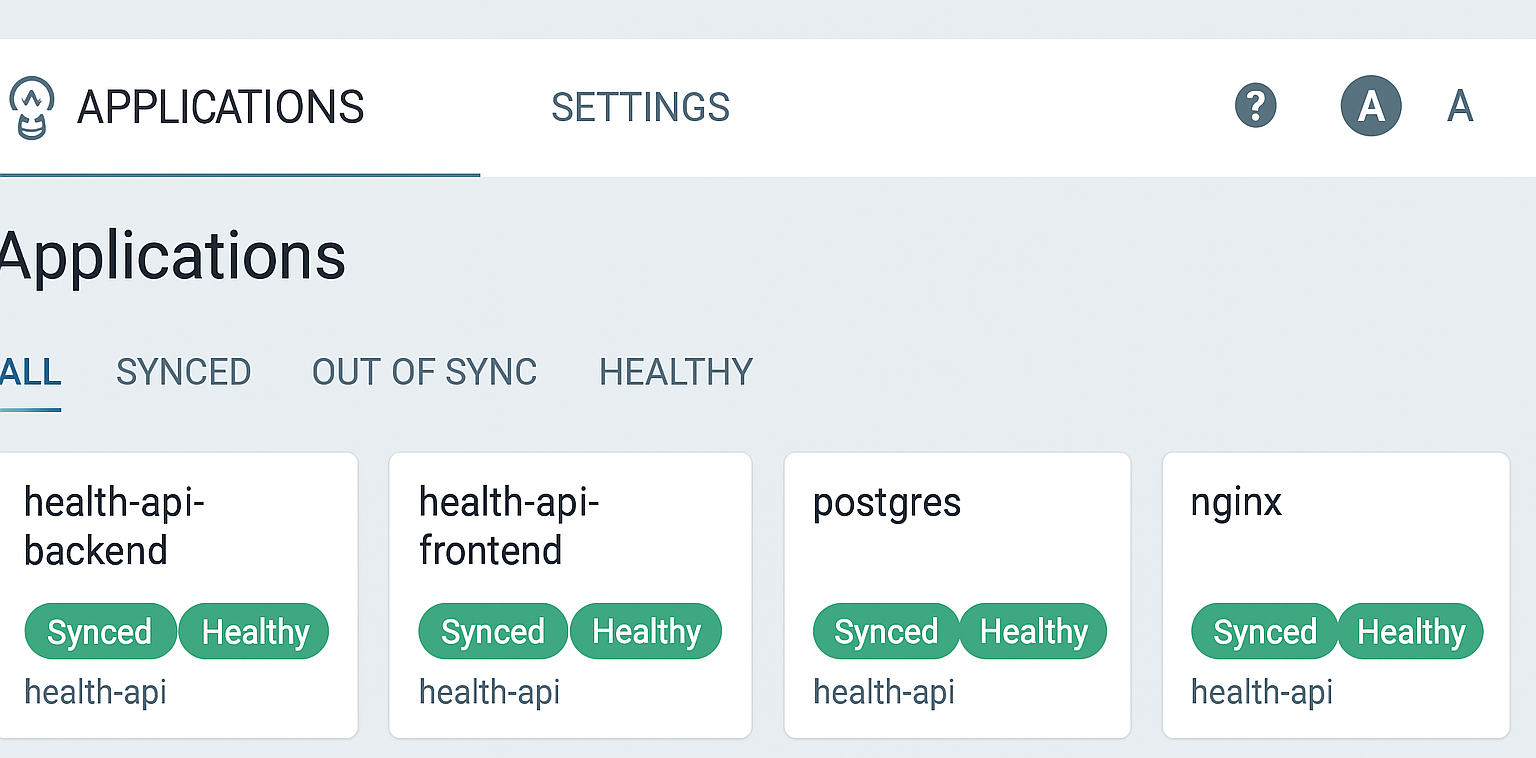 APPLICATIONS SETTINGS ? A A
Applications
ALL SYNCED OUT OF SYNC HEALTHY
health-api-
backend
Synced Healthy
health-api
health-api-
frontend
Synced Healthy
health-api
postgres
Synced Healthy
health-api
nginx
Synced Healthy
health-api